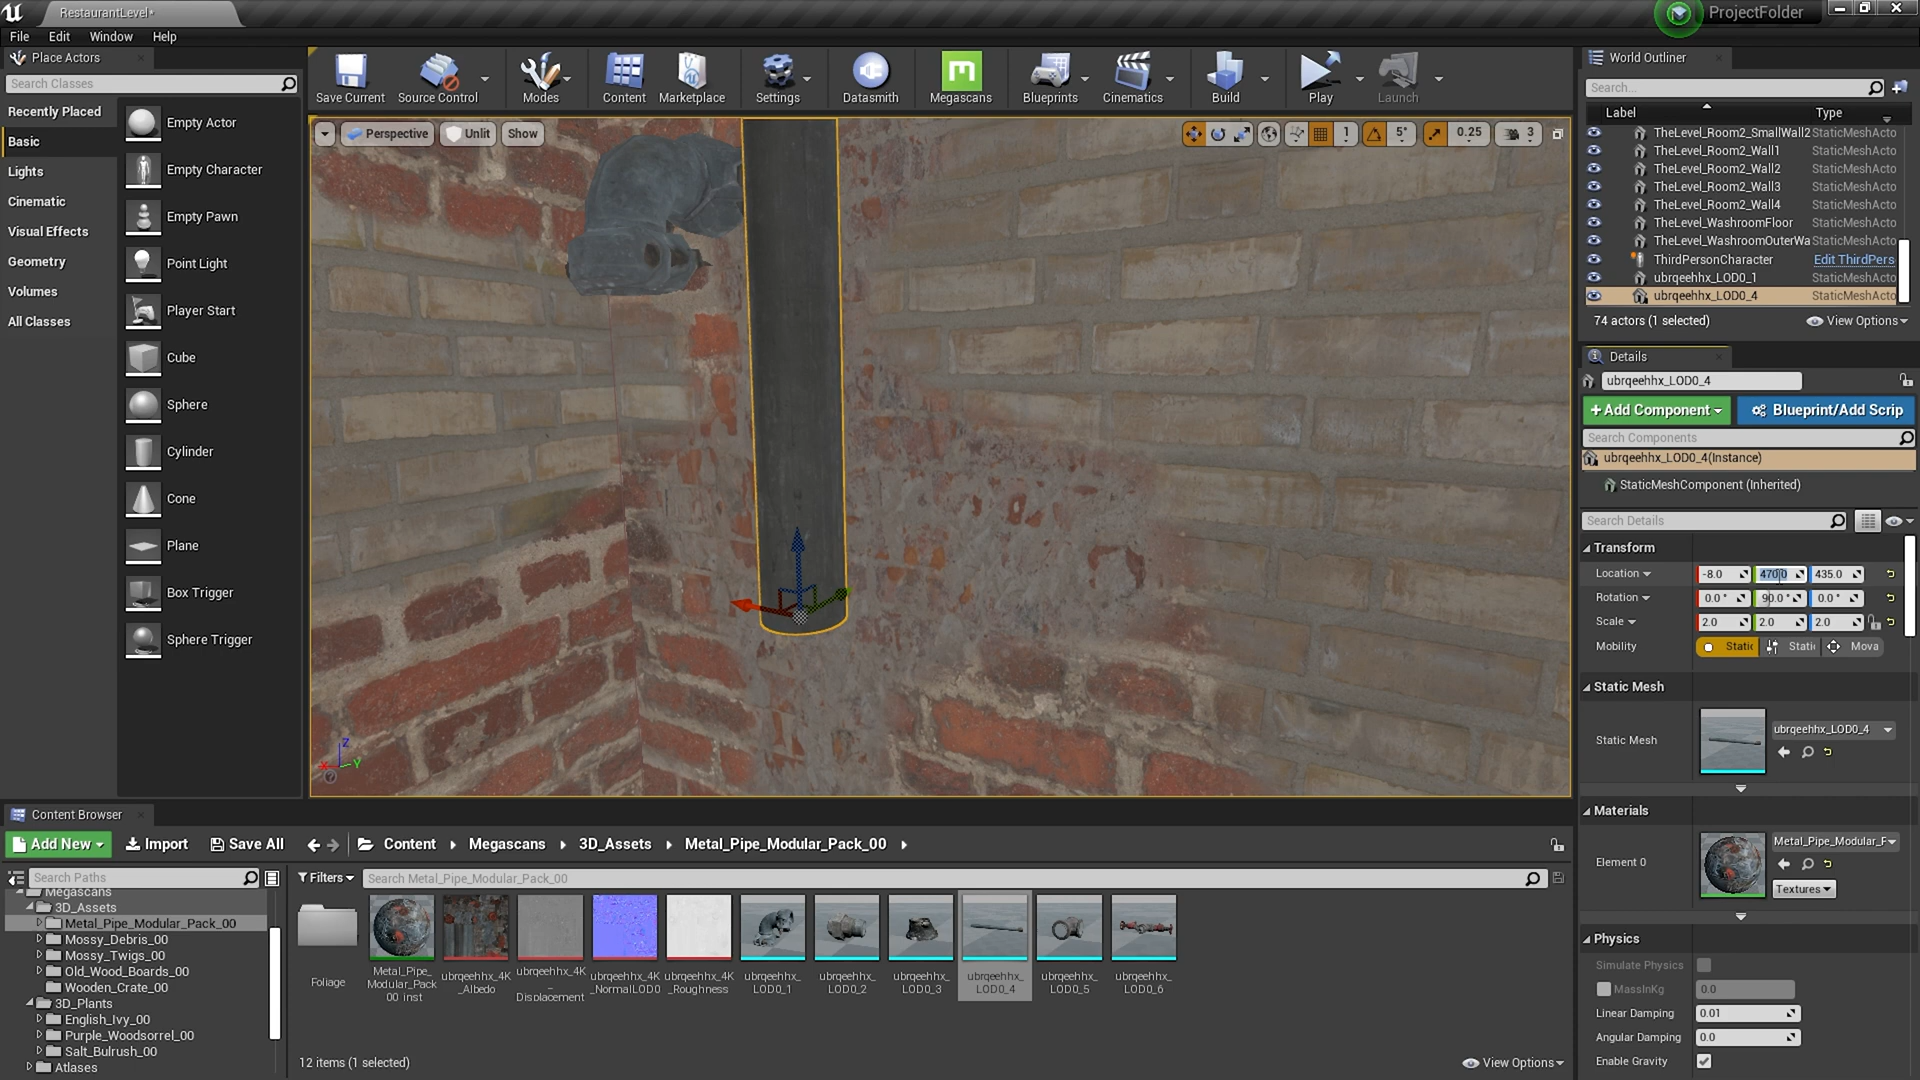 RestaurantLevel*
ProjectFolder
File Edit Window Help
Place Actors
Search Classes
Recently Placed
Basic
Lights
Cinematic
Visual Effects
Geometry
Volumes
All Classes
Empty Actor
Empty Character
Empty Pawn
Point Light
Player Start
Cube
Sphere
Cylinder
Cone
Plane
Box Trigger
Sphere Trigger
Save Current Source Control Modes Content Marketplace Settings Datasmith Megascans Blueprints Cinematics Build Play Launch
Perspective Unlit Show 1 5° 0.25 3
Z
X Y
World Outliner
Search...
Label Type
TheLevel_Room2_SmallWall2 StaticMeshActo
TheLevel_Room2_Wall1 StaticMeshActo
TheLevel_Room2_Wall2 StaticMeshActo
TheLevel_Room2_Wall3 StaticMeshActo
TheLevel_Room2_Wall4 StaticMeshActo
TheLevel_WashroomFloor StaticMeshActo
TheLevel_WashroomOuterWa StaticMeshActo
ThirdPersonCharacter Edit ThirdPers
ubrqeehhx_LOD0_1 StaticMeshActo
ubrqeehhx_LOD0_4 StaticMeshActo
74 actors (1 selected) View Options
Details
ubrqeehhx_LOD0_4
+Add Component Blueprint/Add Scrip
Search Components
ubrqeehhx_LOD0_4(Instance)
StaticMeshComponent (Inherited)
Search Details
Transform
Location -8.0 470.0 435.0
Rotation 0.0° 90.0° 0.0°
Scale 2.0 2.0 2.0
Mobility Static Static Mova
Static Mesh
Static Mesh ubrqeehhx_LOD0_4
Materials
Element 0 Metal_Pipe_Modular_P
Textures
Physics
Simulate Physics
MassInKg 0.0
Linear Damping 0.01
Angular Damping 0.0
Enable Gravity
Content Browser
Add New Import Save All Content Megascans 3D_Assets Metal_Pipe_Modular_Pack_00
Search Paths
Megascans
3D_Assets
Metal_Pipe_Modular_Pack_00
Mossy_Debris_00
Mossy_Twigs_00
Old_Wood_Boards_00
Wooden_Crate_00
3D_Plants
English_Ivy_00
Purple_Woodsorrel_00
Salt_Bulrush_00
Atlases
Filters Search Metal_Pipe_Modular_Pack_00
Foliage
Metal_Pipe_
Modular_Pack_
00_inst
ubrqeehhx_4K
_Albedo
ubrqeehhx_4K
_
Displacement
ubrqeehhx_4K
_NormalLOD0
ubrqeehhx_4K
_Roughness
ubrqeehhx_
LOD0_1
ubrqeehhx_
LOD0_2
ubrqeehhx_
LOD0_3
ubrqeehhx_
LOD0_4
ubrqeehhx_
LOD0_5
ubrqeehhx_
LOD0_6
12 items (1 selected) View Options